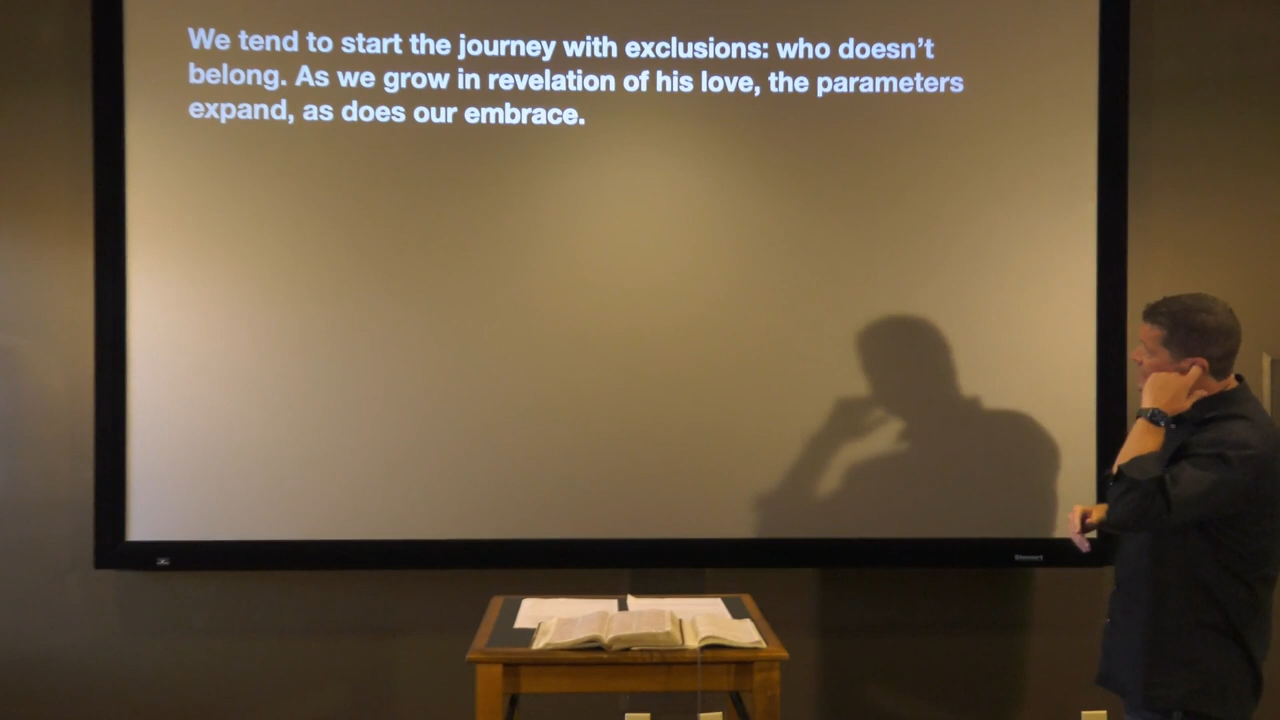 We tend to start the journey with exclusions: who doesn't
belong. As we grow in revelation of his love, the parameters
expand, as does our embrace.
Stewart